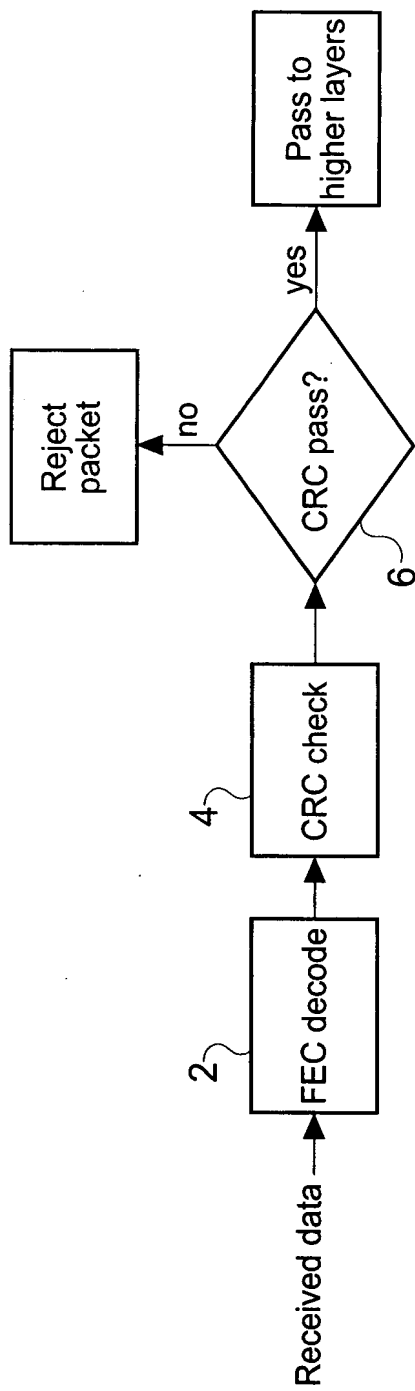 Received data
2
FEC decode
4
CRC check
6
CRC pass?
no
Reject
packet
yes
Pass to
higher layers